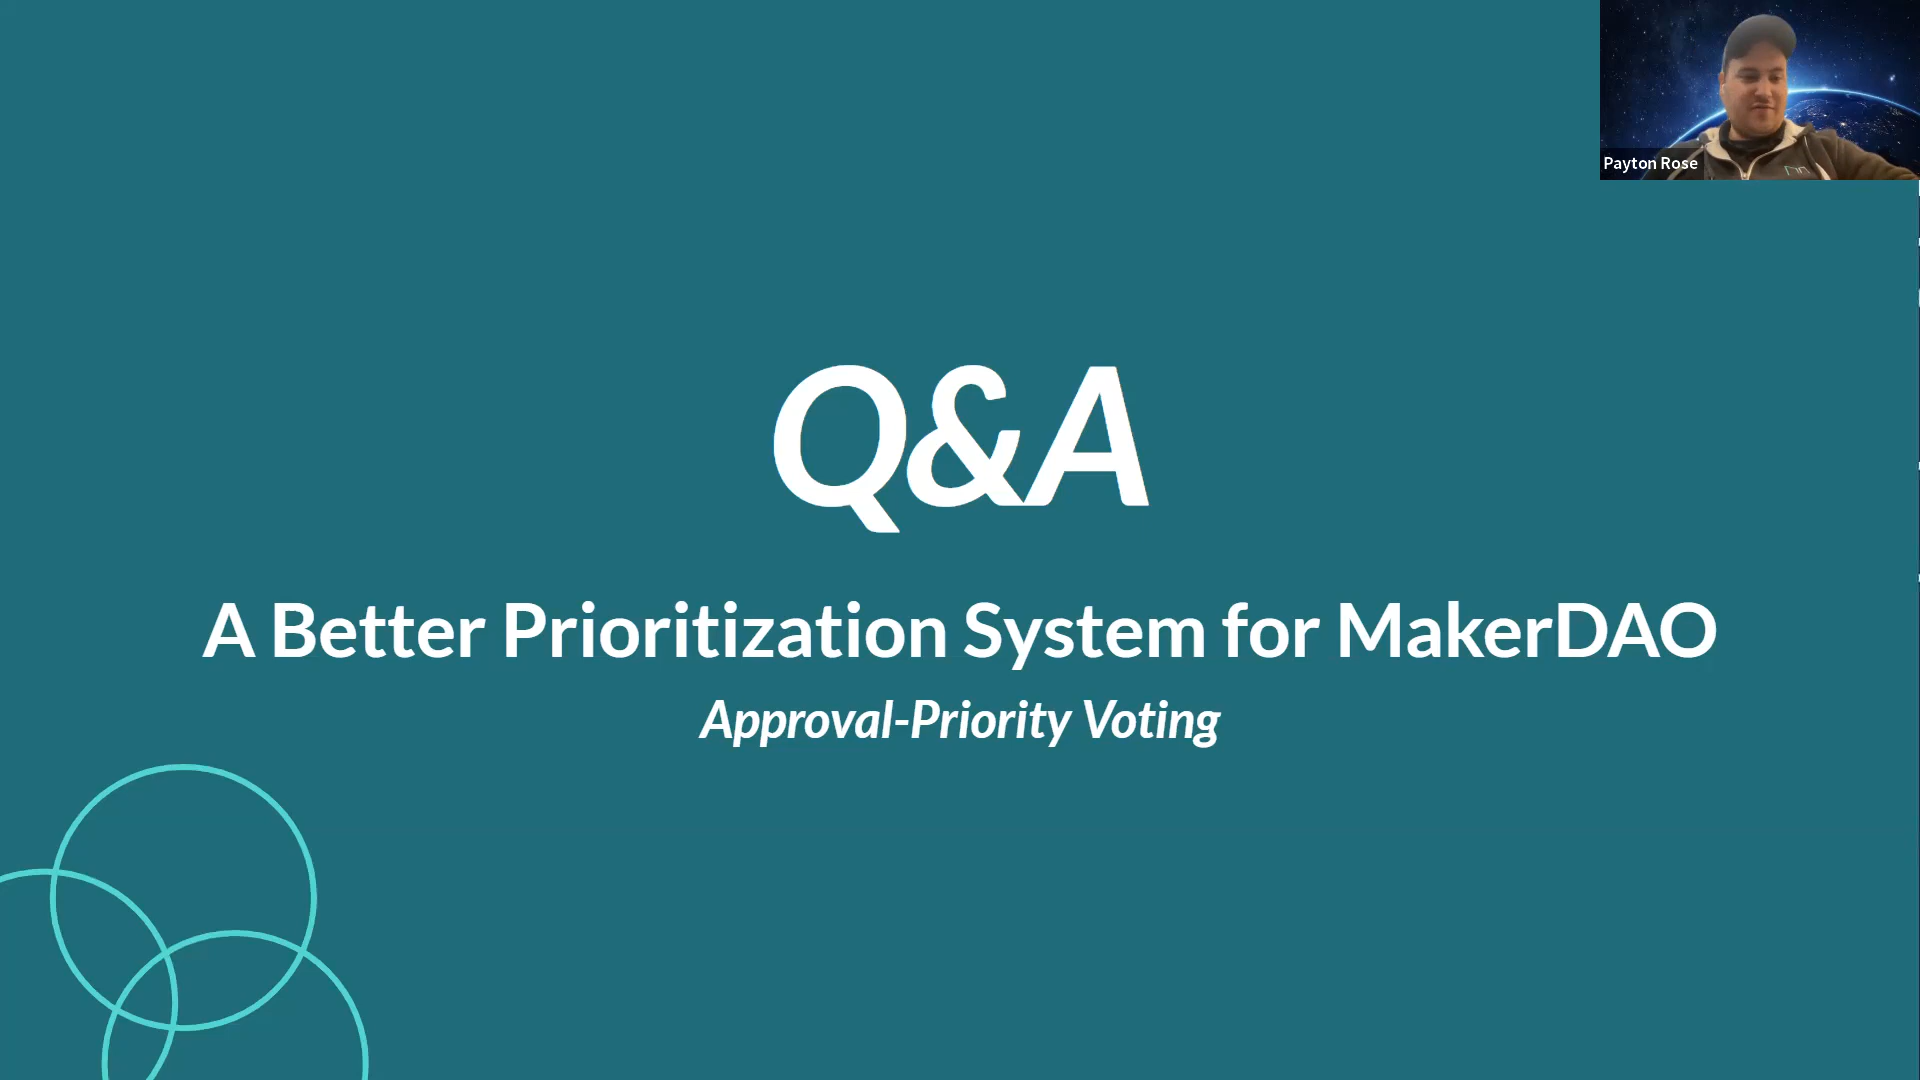 Payton Rose
Q&A
A Better Prioritization System for MakerDAO
Approval-Priority Voting